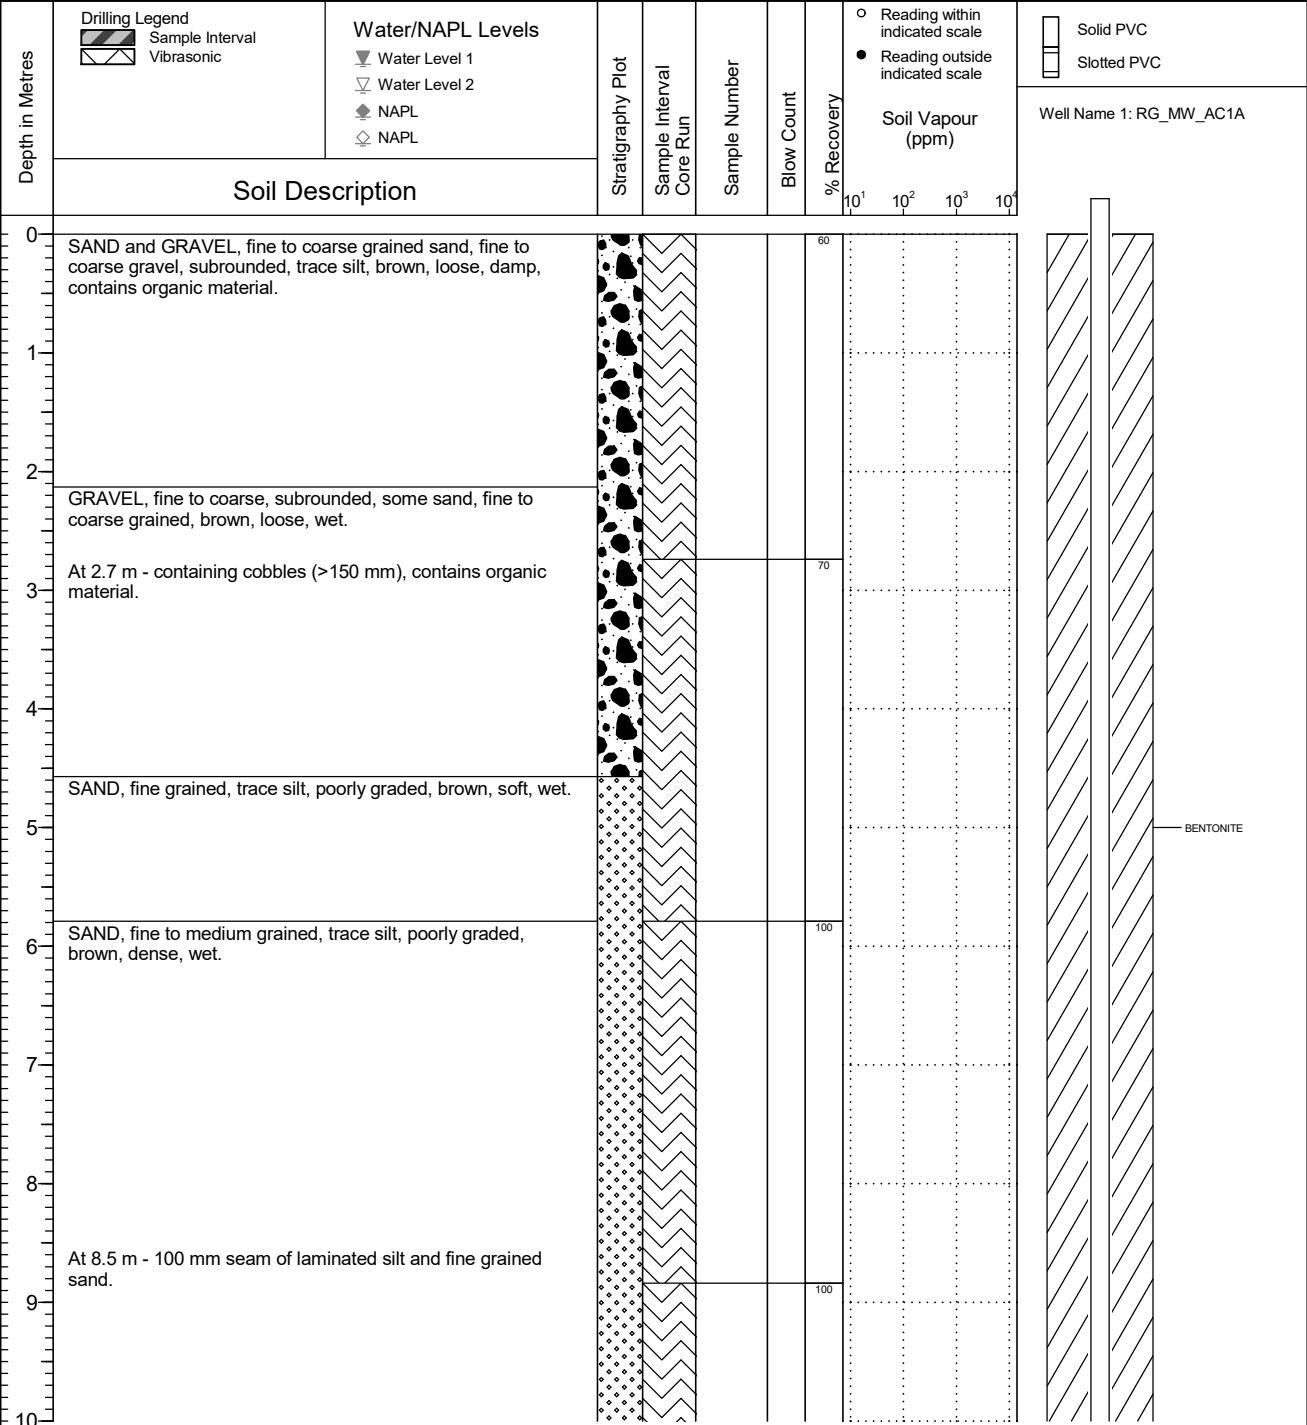 Drilling Legend
Sample Interval
Vibrasonic
Water/NAPL Levels
Water Level 1
Water Level 2
NAPL
NAPL
Depth in Metres
Soil Description
Stratigraphy Plot
Sample Interval
Core Run
Sample Number
Blow Count
% Recovery
Reading within
indicated scale
Reading outside
indicated scale
Soil Vapour
(ppm)
10¹ 10² 10³ 10⁴
Solid PVC
Slotted PVC
Well Name 1: RG_MW_AC1A
0
SAND and GRAVEL, fine to coarse grained sand, fine to
coarse gravel, subrounded, trace silt, brown, loose, damp,
contains organic material.
60
1
2
GRAVEL, fine to coarse, subrounded, some sand, fine to
coarse grained, brown, loose, wet.
At 2.7 m - containing cobbles (>150 mm), contains organic
material.
70
3
4
SAND, fine grained, trace silt, poorly graded, brown, soft, wet.
5
BENTONITE
SAND, fine to medium grained, trace silt, poorly graded,
brown, dense, wet.
100
6
7
8
At 8.5 m - 100 mm seam of laminated silt and fine grained
sand.
100
9
10